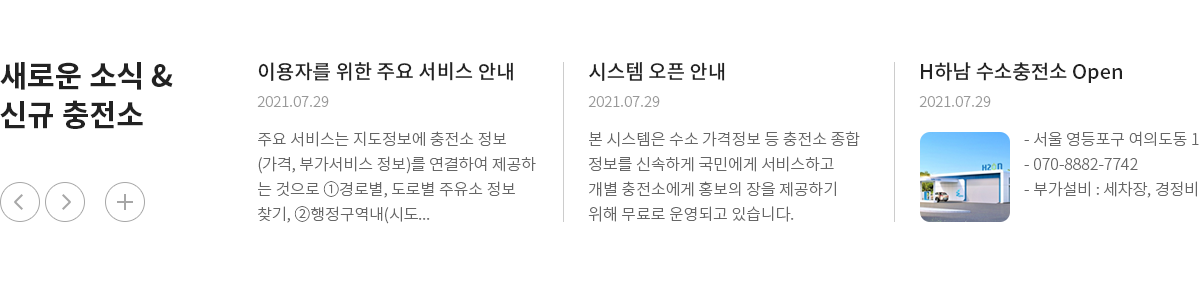 새로운 소식 &
신규 충전소
이용자를 위한 주요 서비스 안내
2021.07.29
주요 서비스는 지도정보에 충전소 정보
(가격, 부가서비스 정보)를 연결하여 제공하
는 것으로 ①경로별, 도로별 주유소 정보
찾기, ②행정구역내(시도...
시스템 오픈 안내
2021.07.29
본 시스템은 수소 가격정보 등 충전소 종합
정보를 신속하게 국민에게 서비스하고
개별 충전소에게 홍보의 장을 제공하기
위해 무료로 운영되고 있습니다.
H하남 수소충전소 Open
2021.07.29
- 서울 영등포구 여의도동 1
- 070-8882-7742
- 부가설비 : 세차장, 경정비